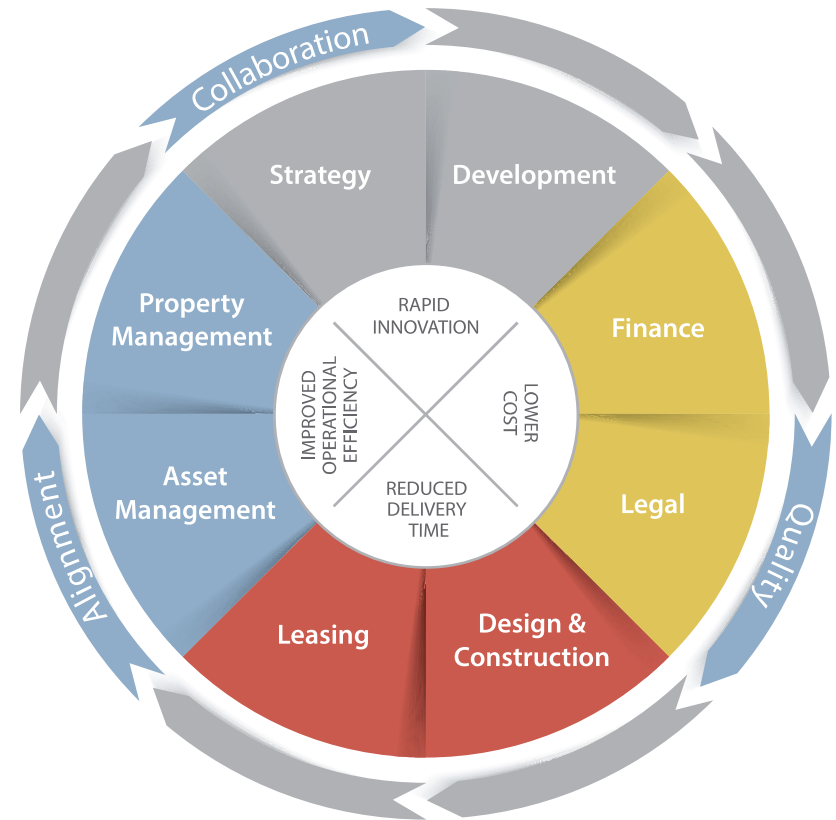 Collaboration
Strategy
Development
Property
Management
RAPID
INNOVATION
Finance
IMPROVED
OPERATIONAL
EFFICIENCY
LOWER
COST
Asset
Management
REDUCED
DELIVERY
TIME
Legal
Alignment
Quality
Leasing
Design &
Construction